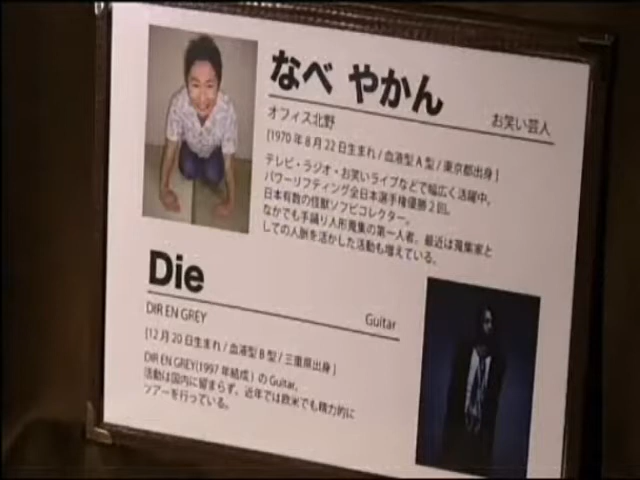 なべ やかん
お笑い芸人
オフィス北野
[1970年8月22日生まれ/血液型A型/東京都出身]
テレビ・ラジオ・お笑いライブなどで幅広く活躍中。
パワーリフティング全日本選手権優勝2回。
日本有数の怪獣ソフビコレクター。
なかでも手踊り人形蒐集の第一人者。最近は蒐集家と
しての人脈を活かした活動も増えている。
Die
DIR EN GREY
Guitar
[12月20日生まれ/血液型B型/三重県出身]
DIR EN GREY(1997年結成)のGuitar。
活動は国内に留まらず、近年では欧米でも精力的に
ツアーを行っている。